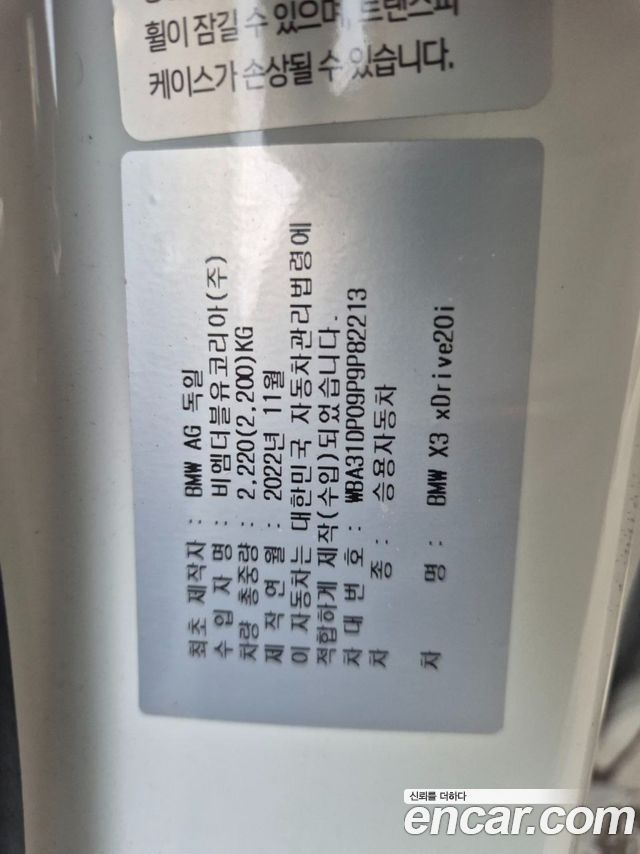 휠이 잠길 수 있으며, 트랜스퍼
케이스가 손상될 수 있습니다.
최초 제작자 : BMW AG 독일
수 입 자 명 : 비엠더블유코리아(주)
차량 총중량 : 2,220(2,200)KG
제 작 연 월 : 2022년 11월
이 자동차는 대한민국 자동차관리법령에
적합하게 제작(수입)되었습니다.
차 대 번 호 : WBA31DP09P9P82213
차 종 : 승용자동차
차 명 : BMW X3 xDrive20i
신뢰를 더하다
encar.com